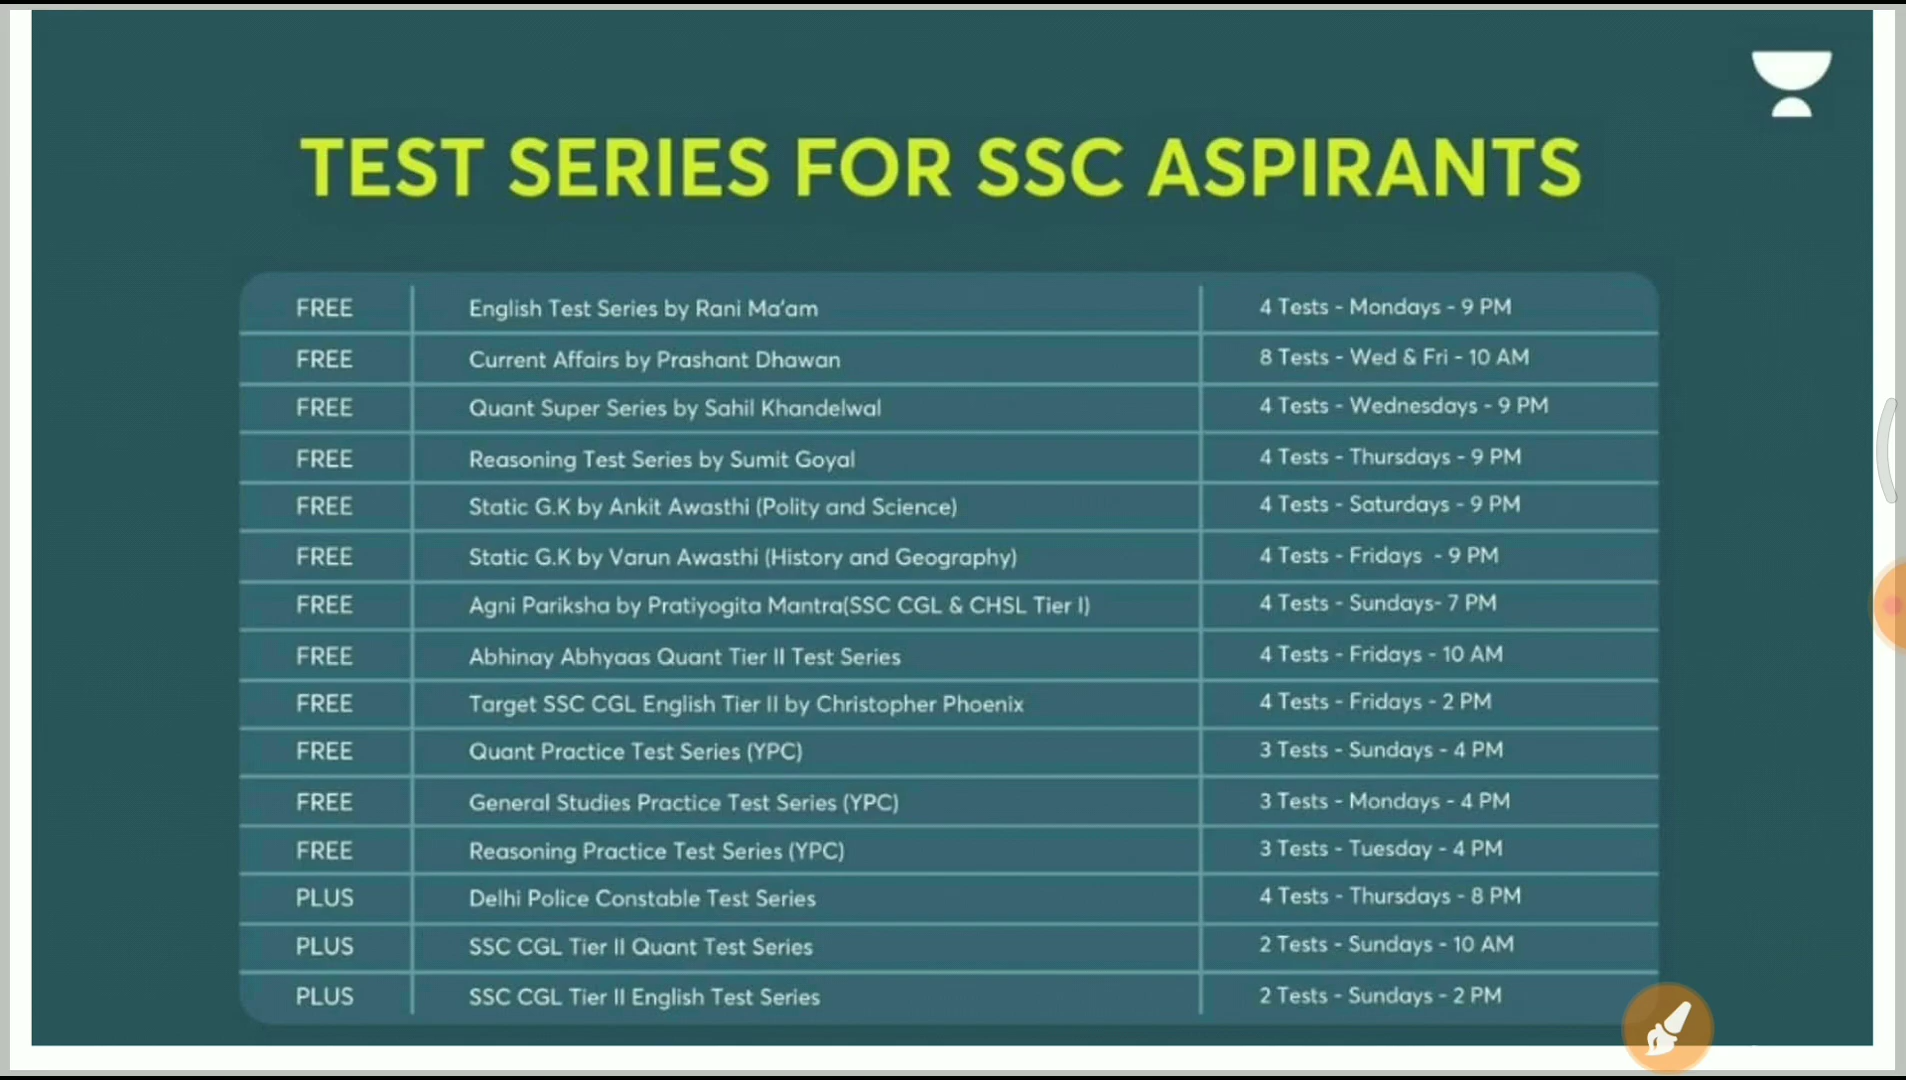 TEST SERIES FOR SSC ASPIRANTS
FREE English Test Series by Rani Ma'am 4 Tests - Mondays - 9 PM
FREE Current Affairs by Prashant Dhawan 8 Tests - Wed & Fri - 10 AM
FREE Quant Super Series by Sahil Khandelwal 4 Tests - Wednesdays - 9 PM
FREE Reasoning Test Series by Sumit Goyal 4 Tests - Thursdays - 9 PM
FREE Static G.K by Ankit Awasthi (Polity and Science) 4 Tests - Saturdays - 9 PM
FREE Static G.K by Varun Awasthi (History and Geography) 4 Tests - Fridays - 9 PM
FREE Agni Pariksha by Pratiyogita Mantra(SSC CGL & CHSL Tier I) 4 Tests - Sundays- 7 PM
FREE Abhinay Abhyaas Quant Tier II Test Series 4 Tests - Fridays - 10 AM
FREE Target SSC CGL English Tier II by Christopher Phoenix 4 Tests - Fridays - 2 PM
FREE Quant Practice Test Series (YPC) 3 Tests - Sundays - 4 PM
FREE General Studies Practice Test Series (YPC) 3 Tests - Mondays - 4 PM
FREE Reasoning Practice Test Series (YPC) 3 Tests - Tuesday - 4 PM
PLUS Delhi Police Constable Test Series 4 Tests - Thursdays - 8 PM
PLUS SSC CGL Tier II Quant Test Series 2 Tests - Sundays - 10 AM
PLUS SSC CGL Tier II English Test Series 2 Tests - Sundays - 2 PM